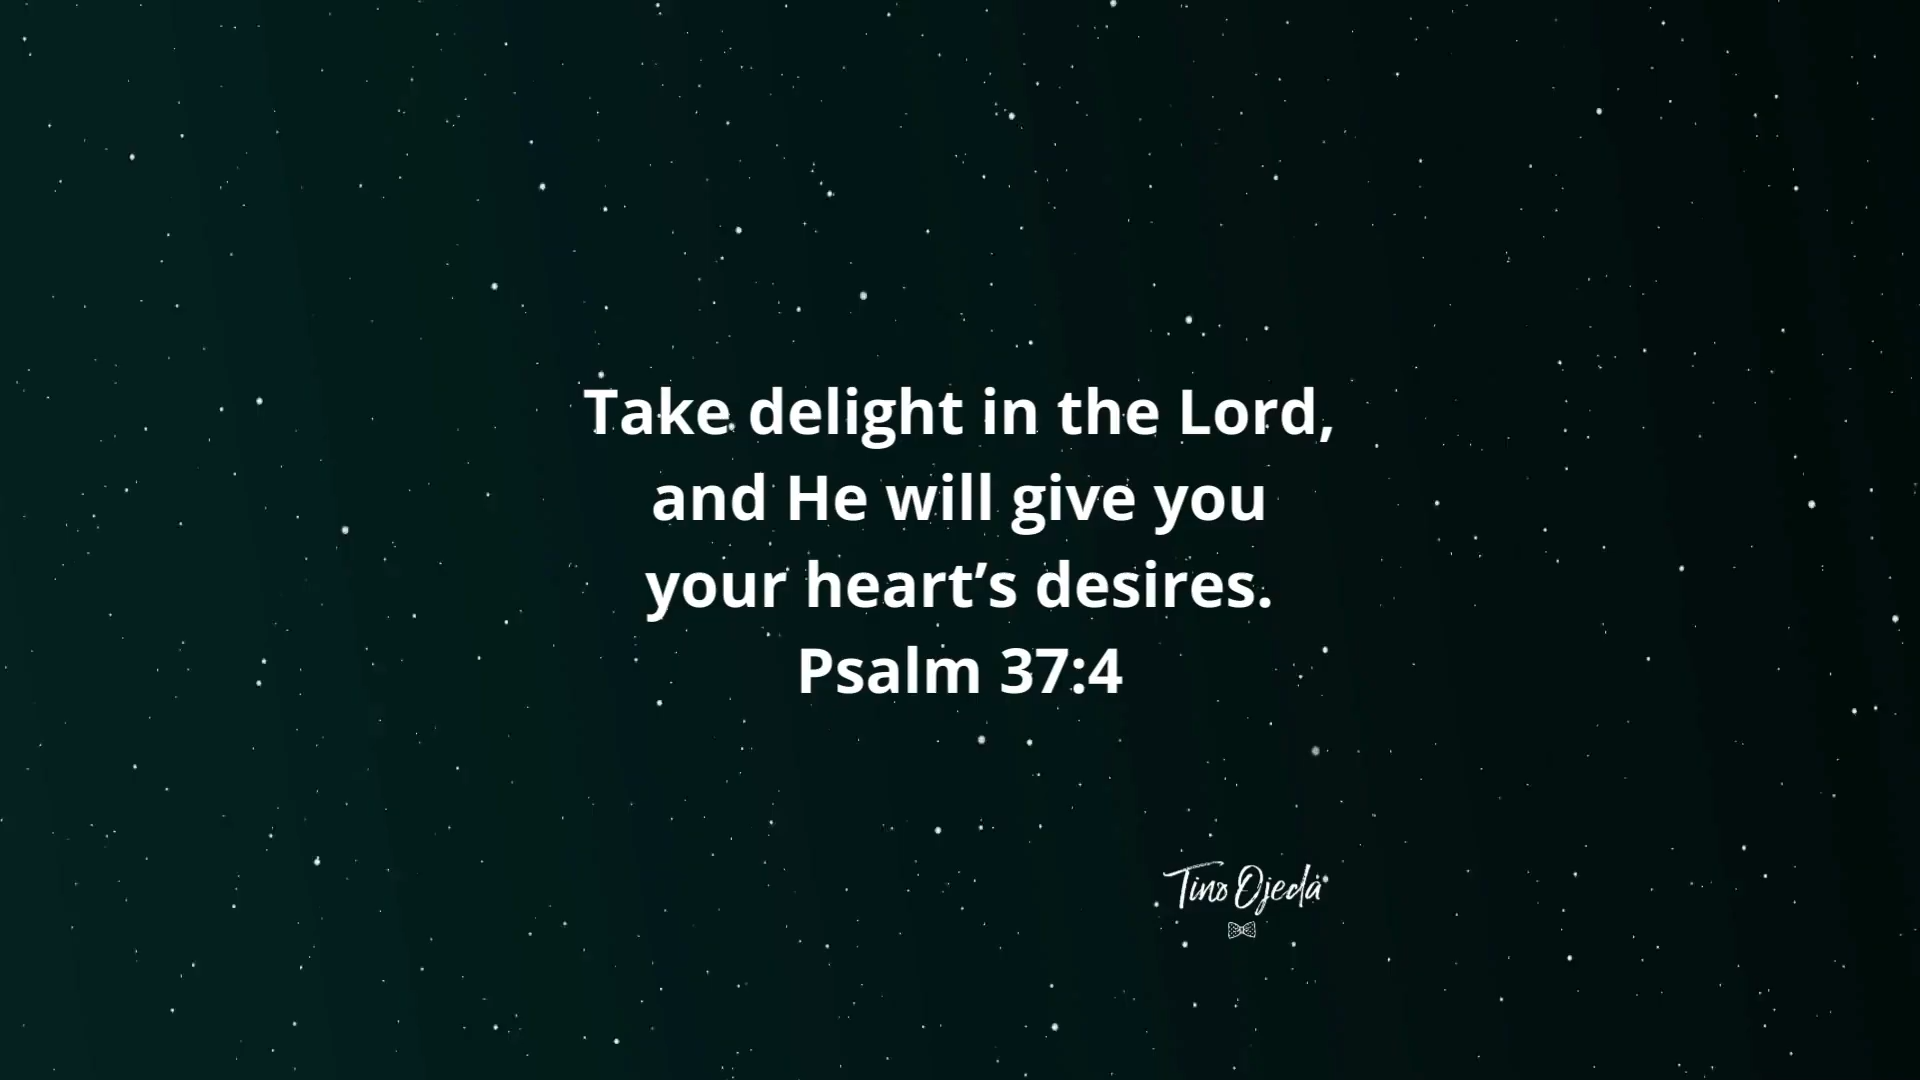 Take delight in the Lord,
and He will give you
your heart’s desires.
Psalm 37:4
Tino Ojeda